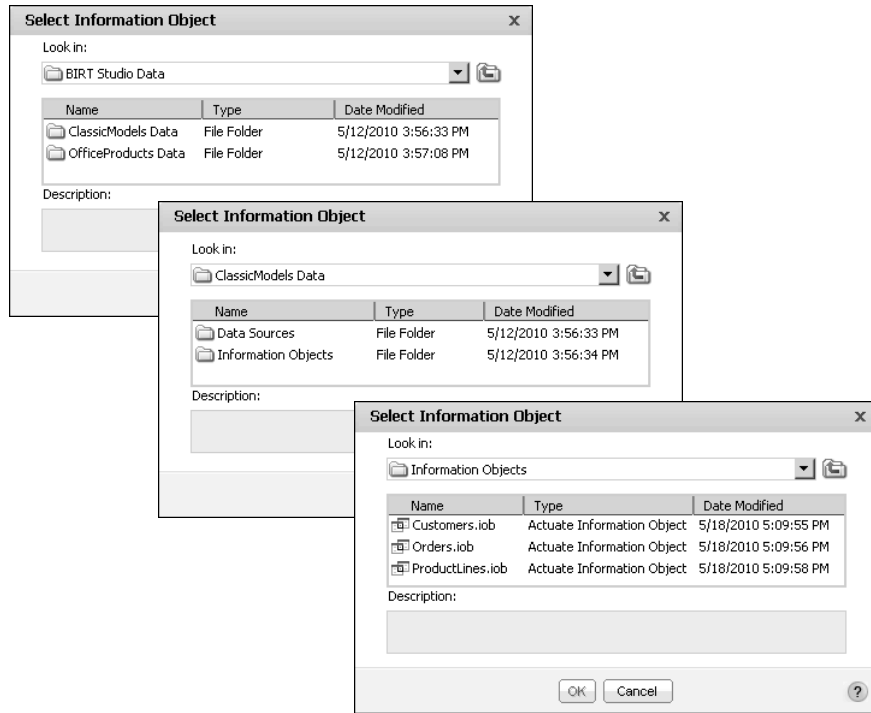 Select Information Object x
Look in:
BIRT Studio Data
Name Type Date Modified
ClassicModels Data File Folder 5/12/2010 3:56:33 PM
OfficeProducts Data File Folder 5/12/2010 3:57:08 PM
Description:
Select Information Object x
Look in:
ClassicModels Data
Name Type Date Modified
Data Sources File Folder 5/12/2010 3:56:33 PM
Information Objects File Folder 5/12/2010 3:56:34 PM
Description:
Select Information Object x
Look in:
Information Objects
Name Type Date Modified
Customers.iob Actuate Information Object 5/18/2010 5:09:55 PM
Orders.iob Actuate Information Object 5/18/2010 5:09:56 PM
ProductLines.iob Actuate Information Object 5/18/2010 5:09:58 PM
Description:
OK Cancel ?